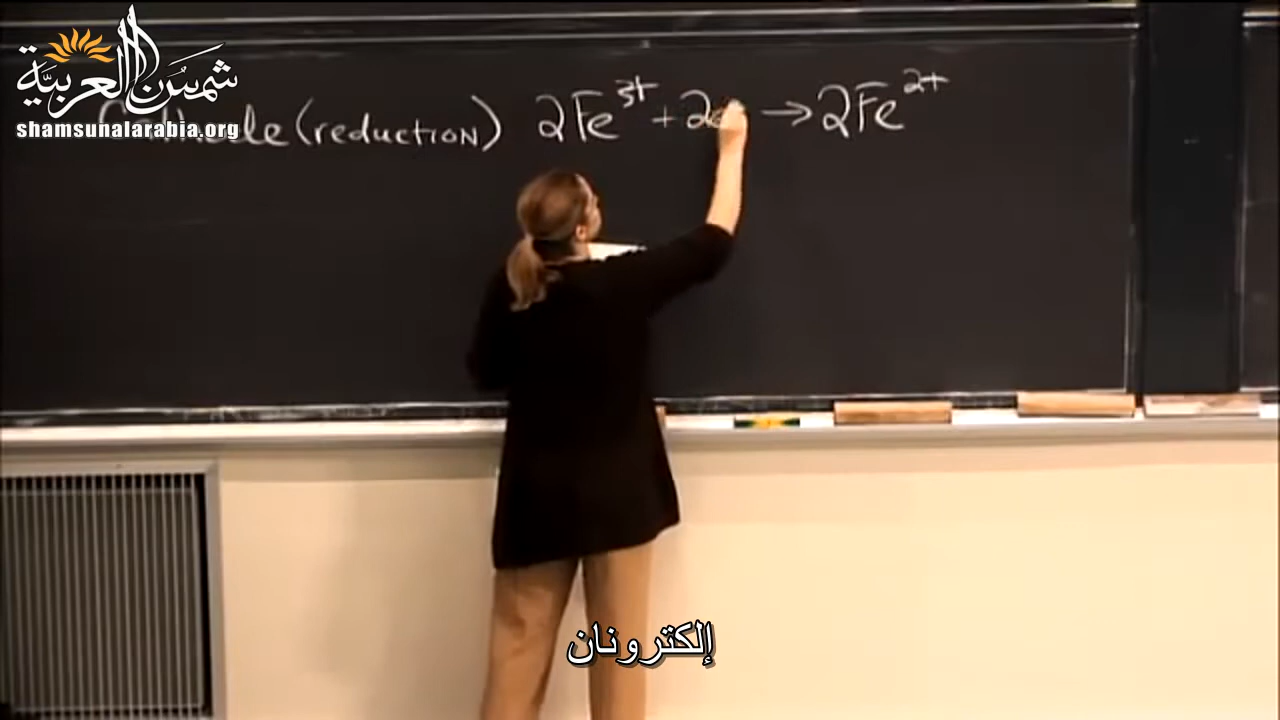 شمس العربية
shamsunalarabia.org
(reduction) 2Fe³⁺ + 2e → 2Fe²⁺
إلكترونان